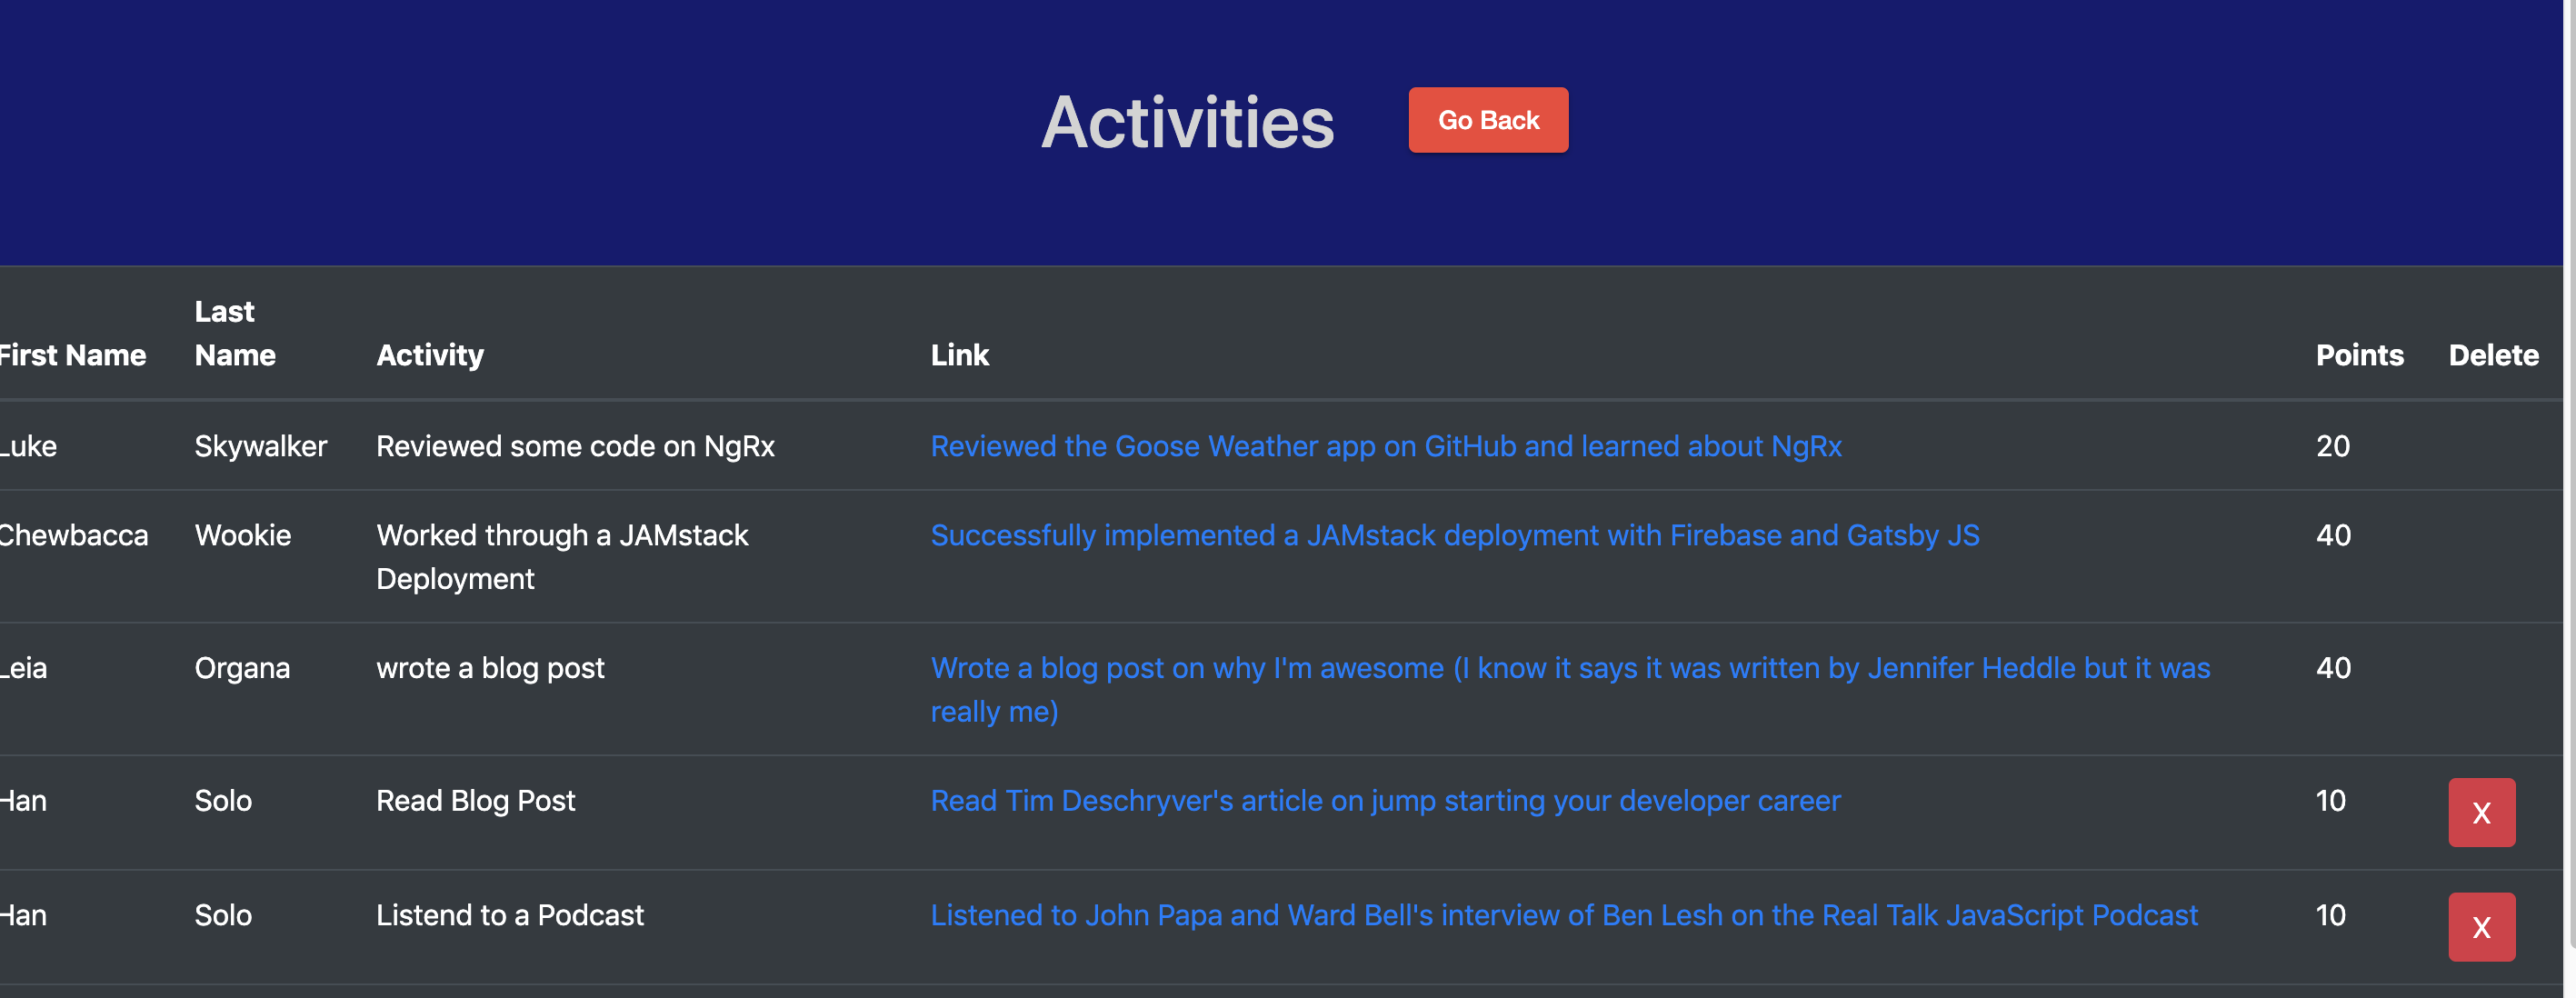 Activities Go Back
Last
First Name Name Activity Link Points Delete
Luke Skywalker Reviewed some code on NgRx Reviewed the Goose Weather app on GitHub and learned about NgRx 20
Chewbacca Wookie Worked through a JAMstack Successfully implemented a JAMstack deployment with Firebase and Gatsby JS 40
Deployment
Leia Organa wrote a blog post Wrote a blog post on why I'm awesome (I know it says it was written by Jennifer Heddle but it was 40
really me)
Han Solo Read Blog Post Read Tim Deschryver's article on jump starting your developer career 10 X
Han Solo Listend to a Podcast Listened to John Papa and Ward Bell's interview of Ben Lesh on the Real Talk JavaScript Podcast 10 X